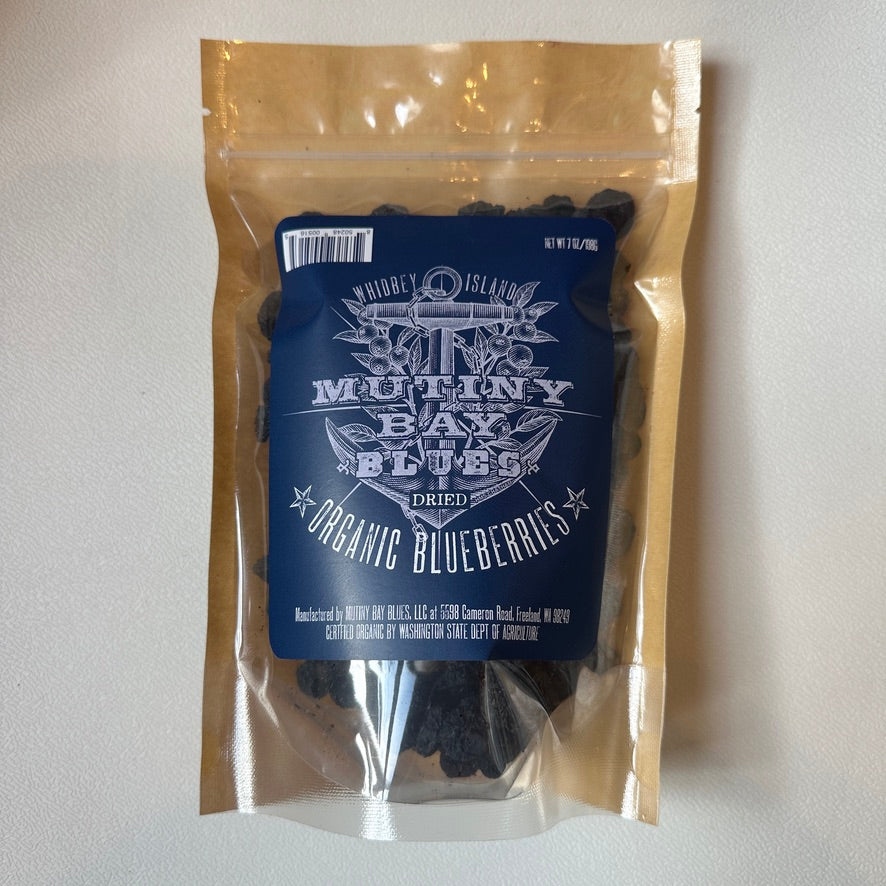 NET WT 7 OZ/198G
WHIDBEY ISLAND
MUTINY
BAY
BLUES
DRIED
ORGANIC BLUEBERRIES
Manufactured by MUTINY BAY BLUES, LLC at 5598 Cameron Road, Freeland, WA 98249
CERTFIED ORGANIC BY WASHINGTON STATE DEPT OF AGRICULTURE